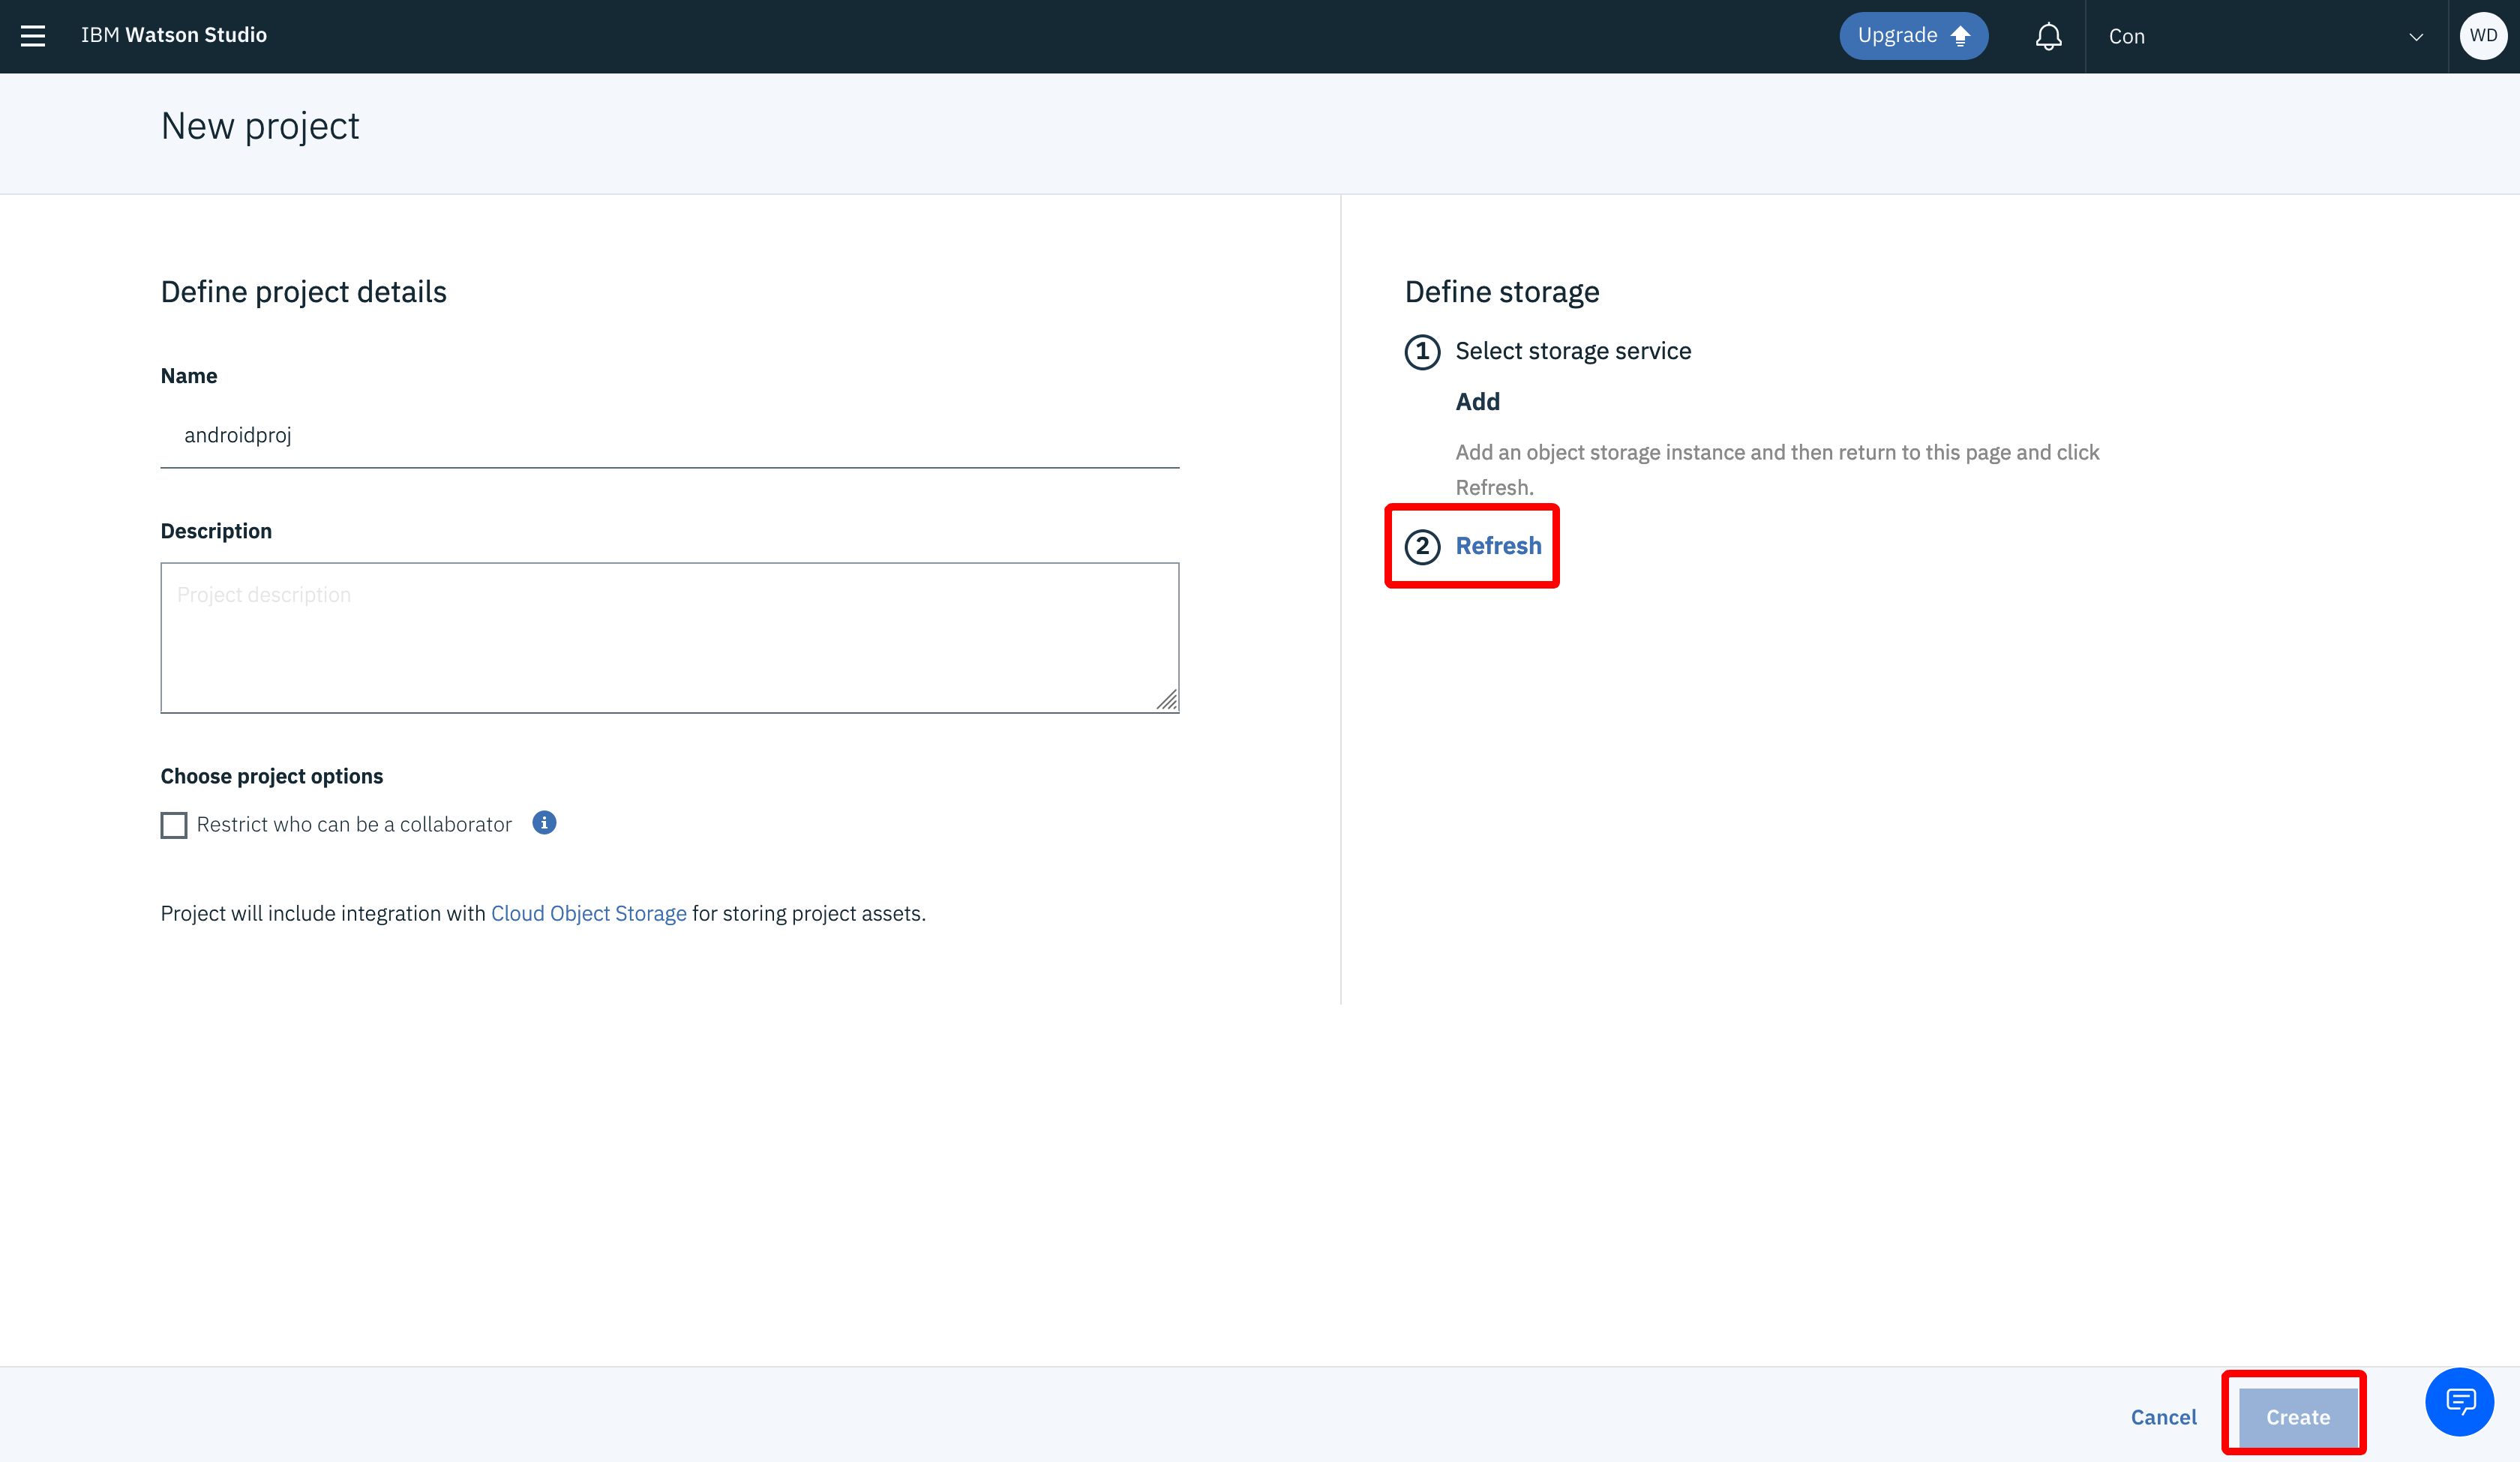 IBM Watson Studio
Upgrade
Con
WD
New project
Define project details
Name
androidproj
Description
Project description
Choose project options
Restrict who can be a collaborator
Project will include integration with Cloud Object Storage for storing project assets.
Define storage
1 Select storage service
Add
Add an object storage instance and then return to this page and click
Refresh.
2 Refresh
Cancel
Create